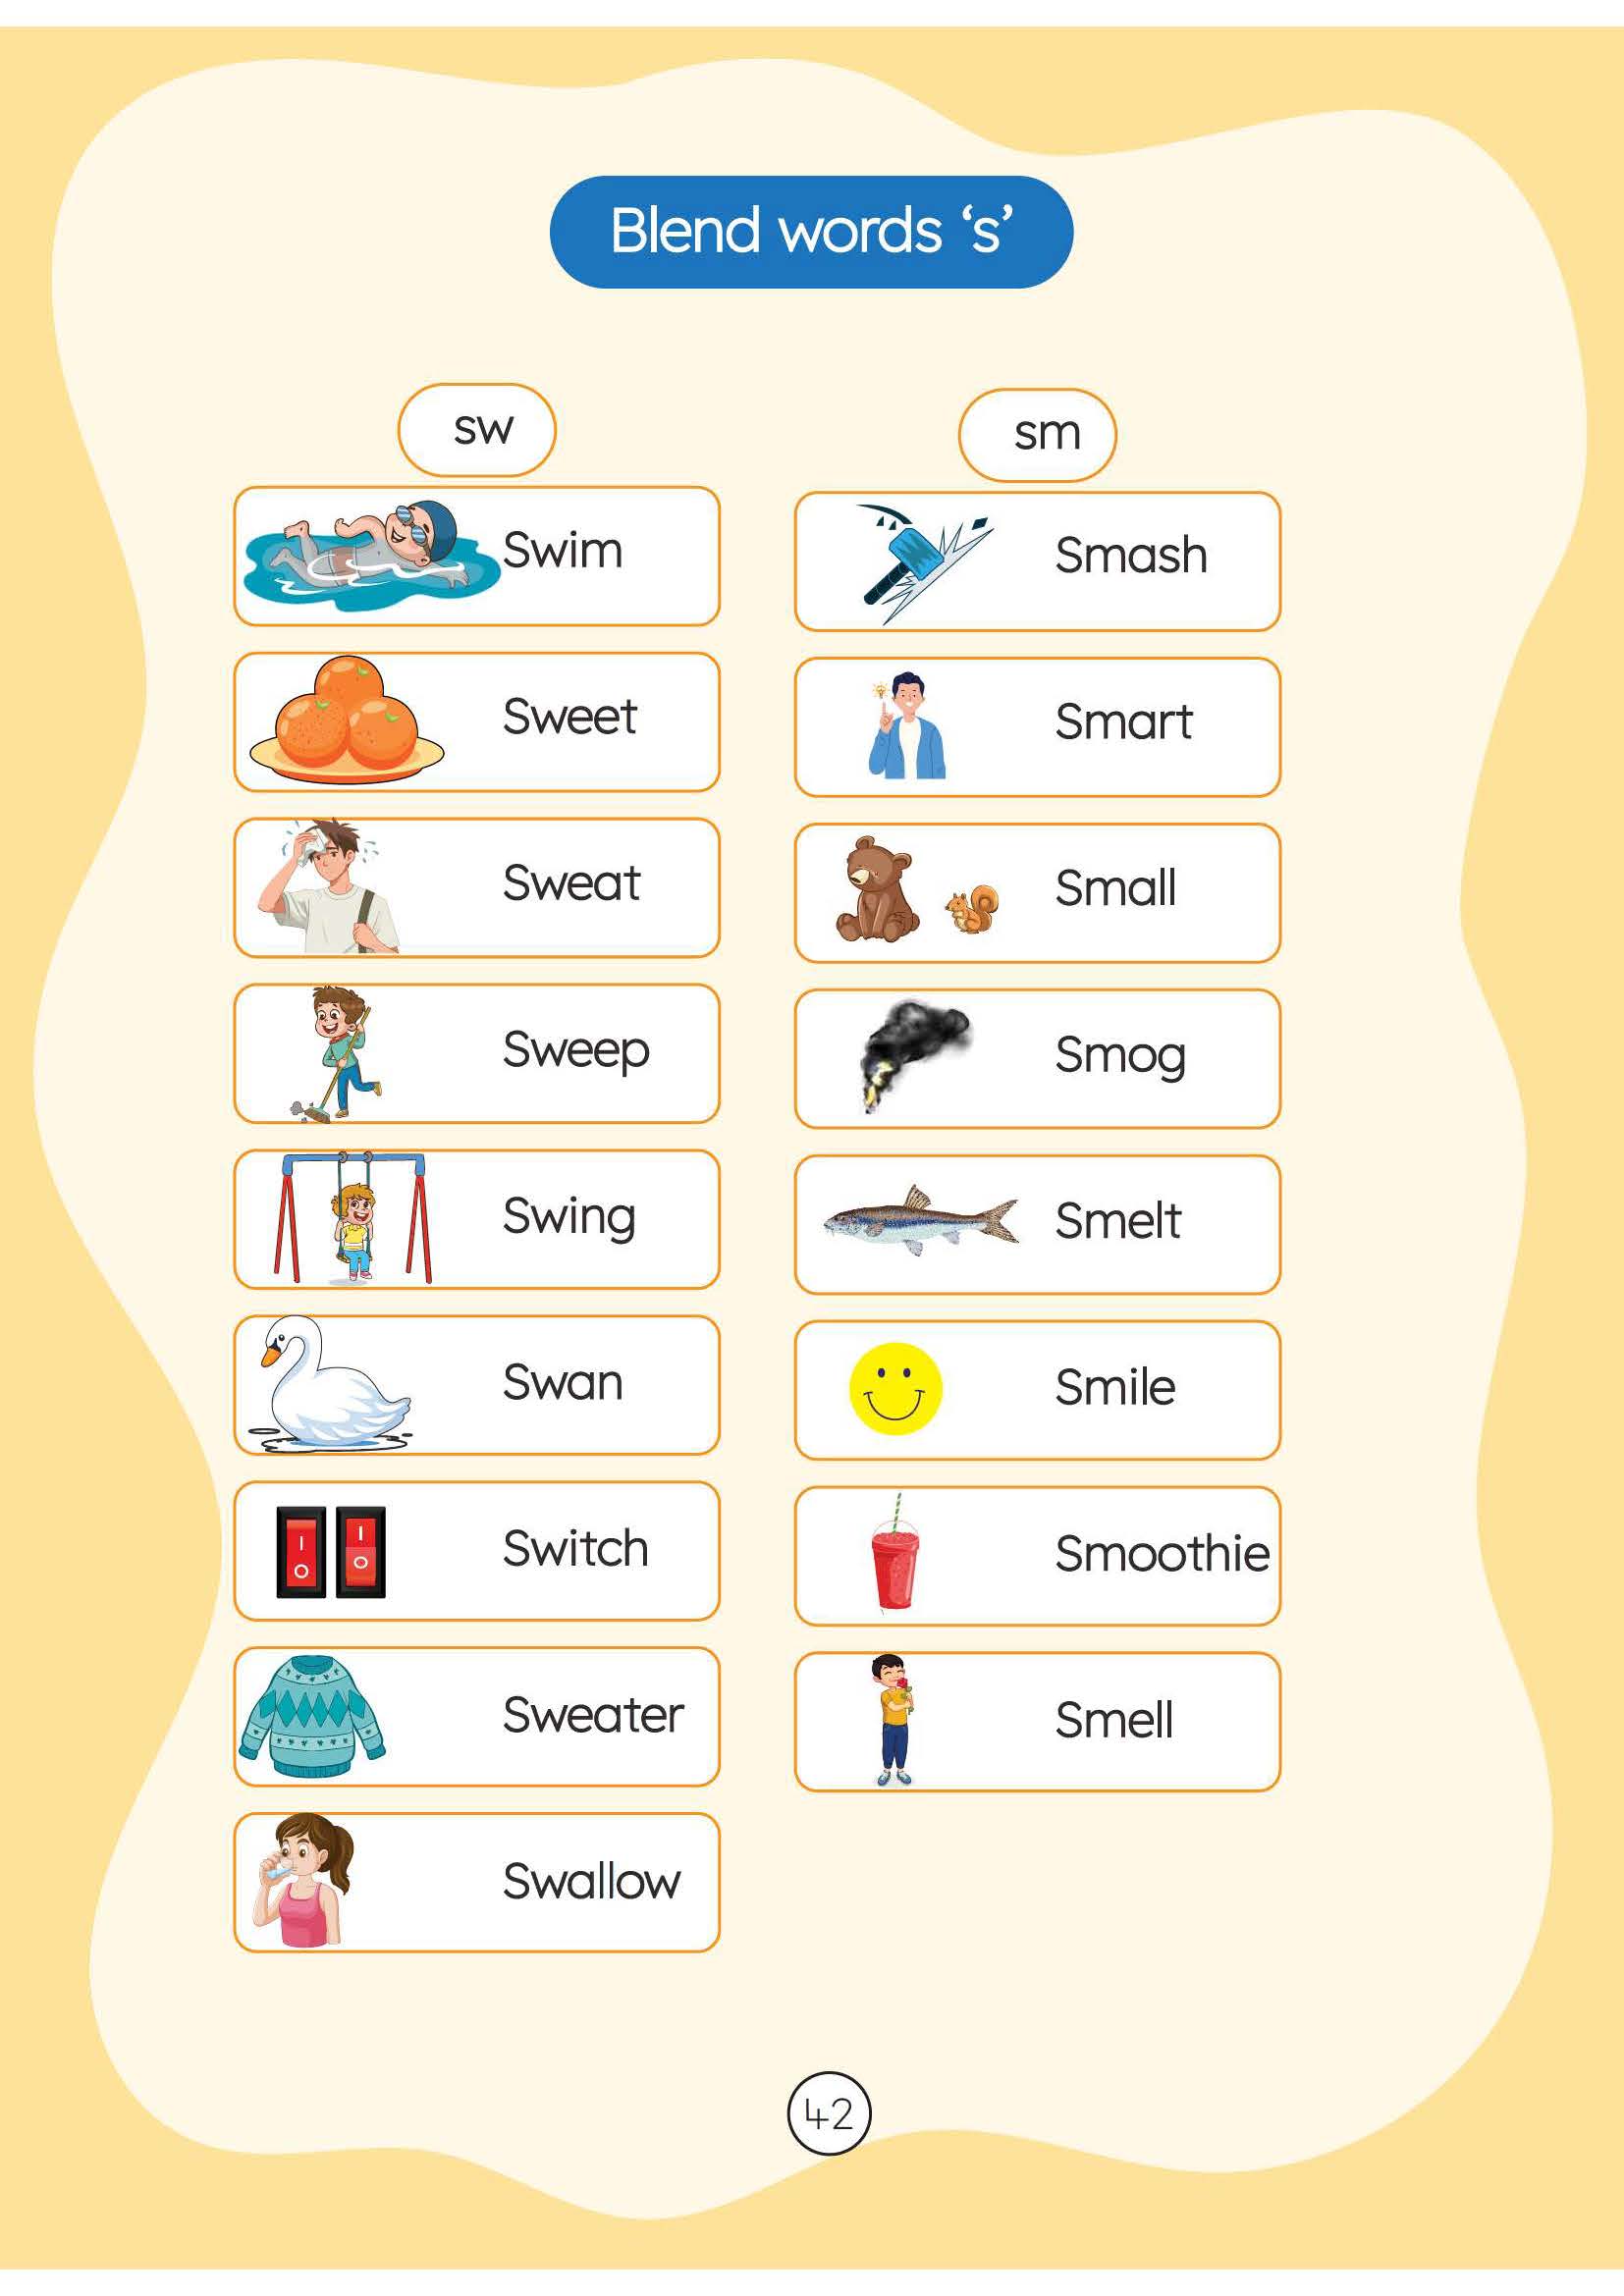 Blend words ‘s’
sw
Swim
Sweet
Sweat
Sweep
Swing
Swan
Switch
Sweater
Swallow
sm
Smash
Smart
Small
Smog
Smelt
Smile
Smoothie
Smell
42